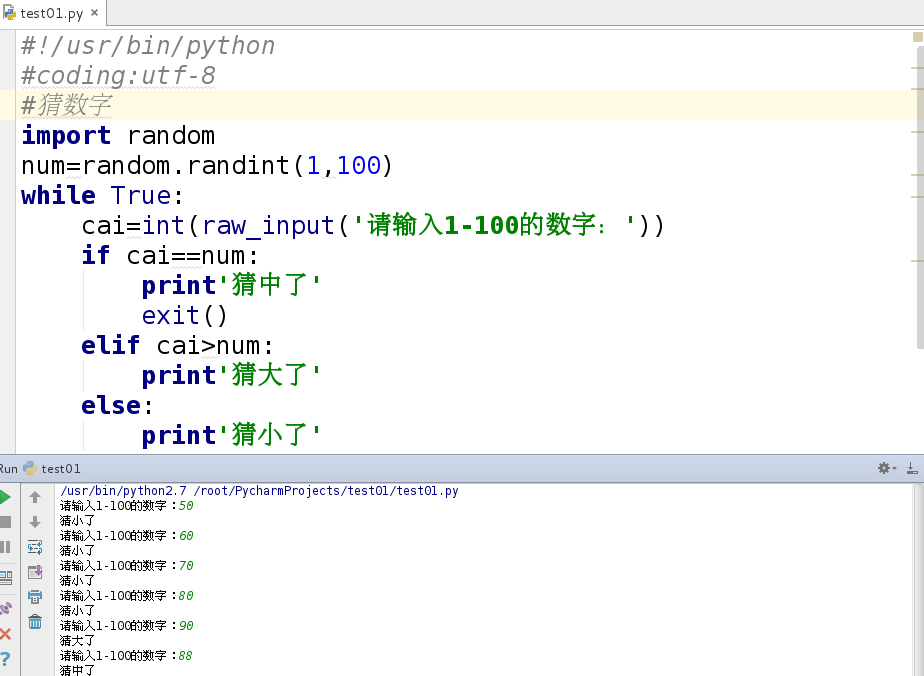 test01.py
#!/usr/bin/python
#coding:utf-8
#猜数字
import random
num=random.randint(1,100)
while True:
    cai=int(raw_input('请输入1-100的数字：'))
    if cai==num:
        print'猜中了'
        exit()
    elif cai>num:
        print'猜大了'
    else:
        print'猜小了'
Run test01
/usr/bin/python2.7 /root/PycharmProjects/test01/test01.py
请输入1-100的数字：50
猜小了
请输入1-100的数字：60
猜小了
请输入1-100的数字：70
猜小了
请输入1-100的数字：80
猜小了
请输入1-100的数字：90
猜大了
请输入1-100的数字：88
猜中了